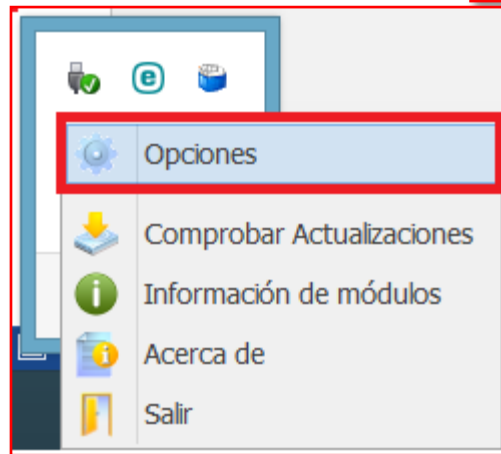 Opciones
Comprobar Actualizaciones
Información de módulos
Acerca de
Salir